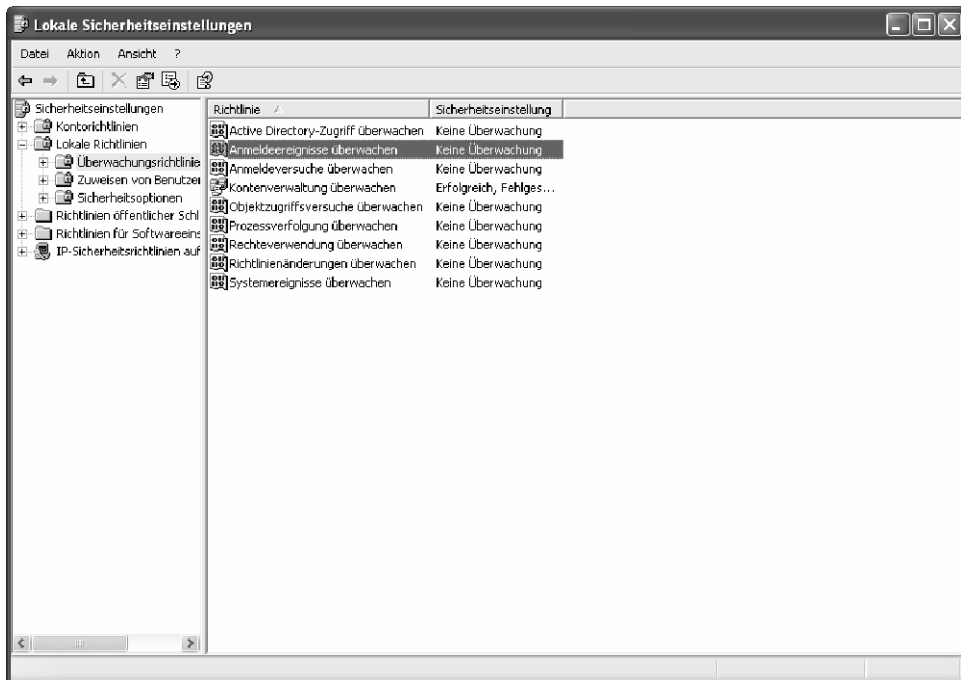 Lokale Sicherheitseinstellungen
Datei Aktion Ansicht ?
Sicherheitseinstellungen
Kontorichtlinien
Lokale Richtlinien
Überwachungsrichtlinie
Zuweisen von Benutzer
Sicherheitsoptionen
Richtlinien öffentlicher Schl
Richtlinien für Softwareeins
IP-Sicherheitsrichtlinien auf
Richtlinie Sicherheitseinstellung
Active Directory-Zugriff überwachen Keine Überwachung
Anmeldeereignisse überwachen Keine Überwachung
Anmeldeversuche überwachen Keine Überwachung
Kontenverwaltung überwachen Erfolgreich, Fehlges...
Objektzugriffsversuche überwachen Keine Überwachung
Prozessverfolgung überwachen Keine Überwachung
Rechteverwendung überwachen Keine Überwachung
Richtlinienänderungen überwachen Keine Überwachung
Systemereignisse überwachen Keine Überwachung